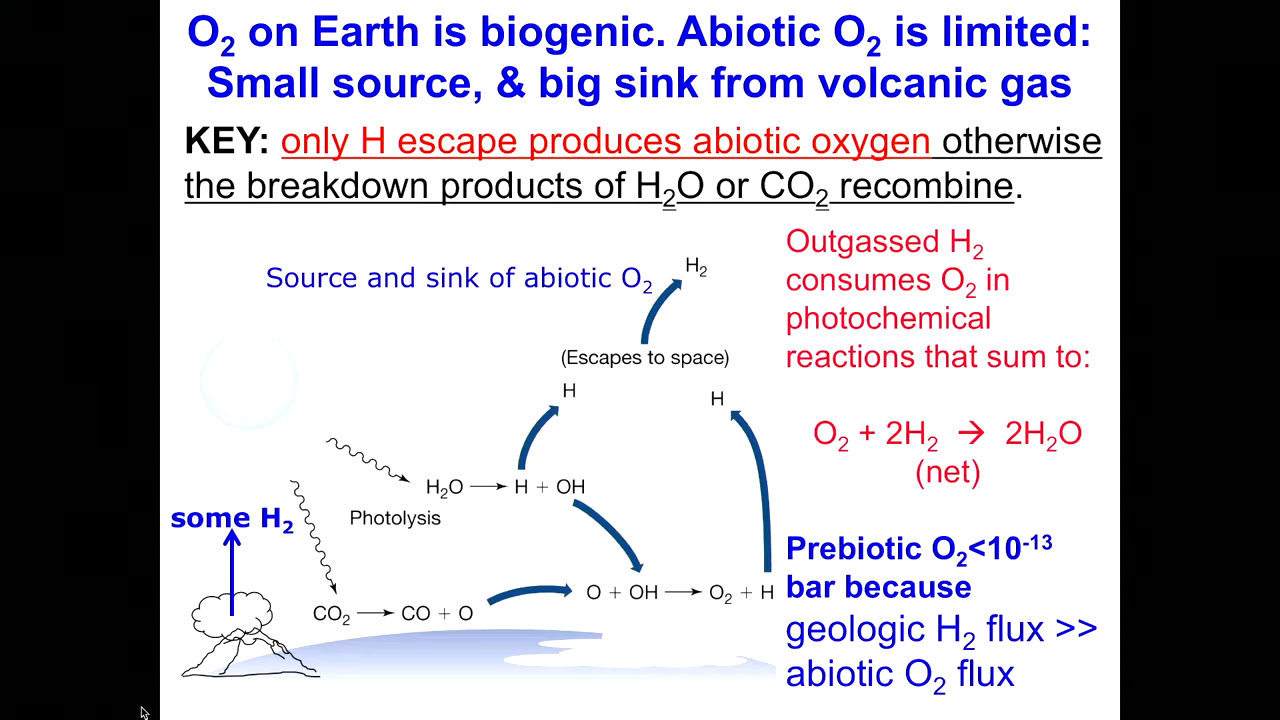 O₂ on Earth is biogenic. Abiotic O₂ is limited:
Small source, & big sink from volcanic gas
KEY: only H escape produces abiotic oxygen otherwise
the breakdown products of H₂O or CO₂ recombine.
Source and sink of abiotic O₂
H₂
(Escapes to space)
H
H
H₂O → H + OH
Photolysis
some H₂
CO₂ → CO + O
O + OH → O₂ + H
Outgassed H₂
consumes O₂ in
photochemical
reactions that sum to:
O₂ + 2H₂ → 2H₂O
(net)
Prebiotic O₂<10⁻¹³
bar because
geologic H₂ flux >>
abiotic O₂ flux